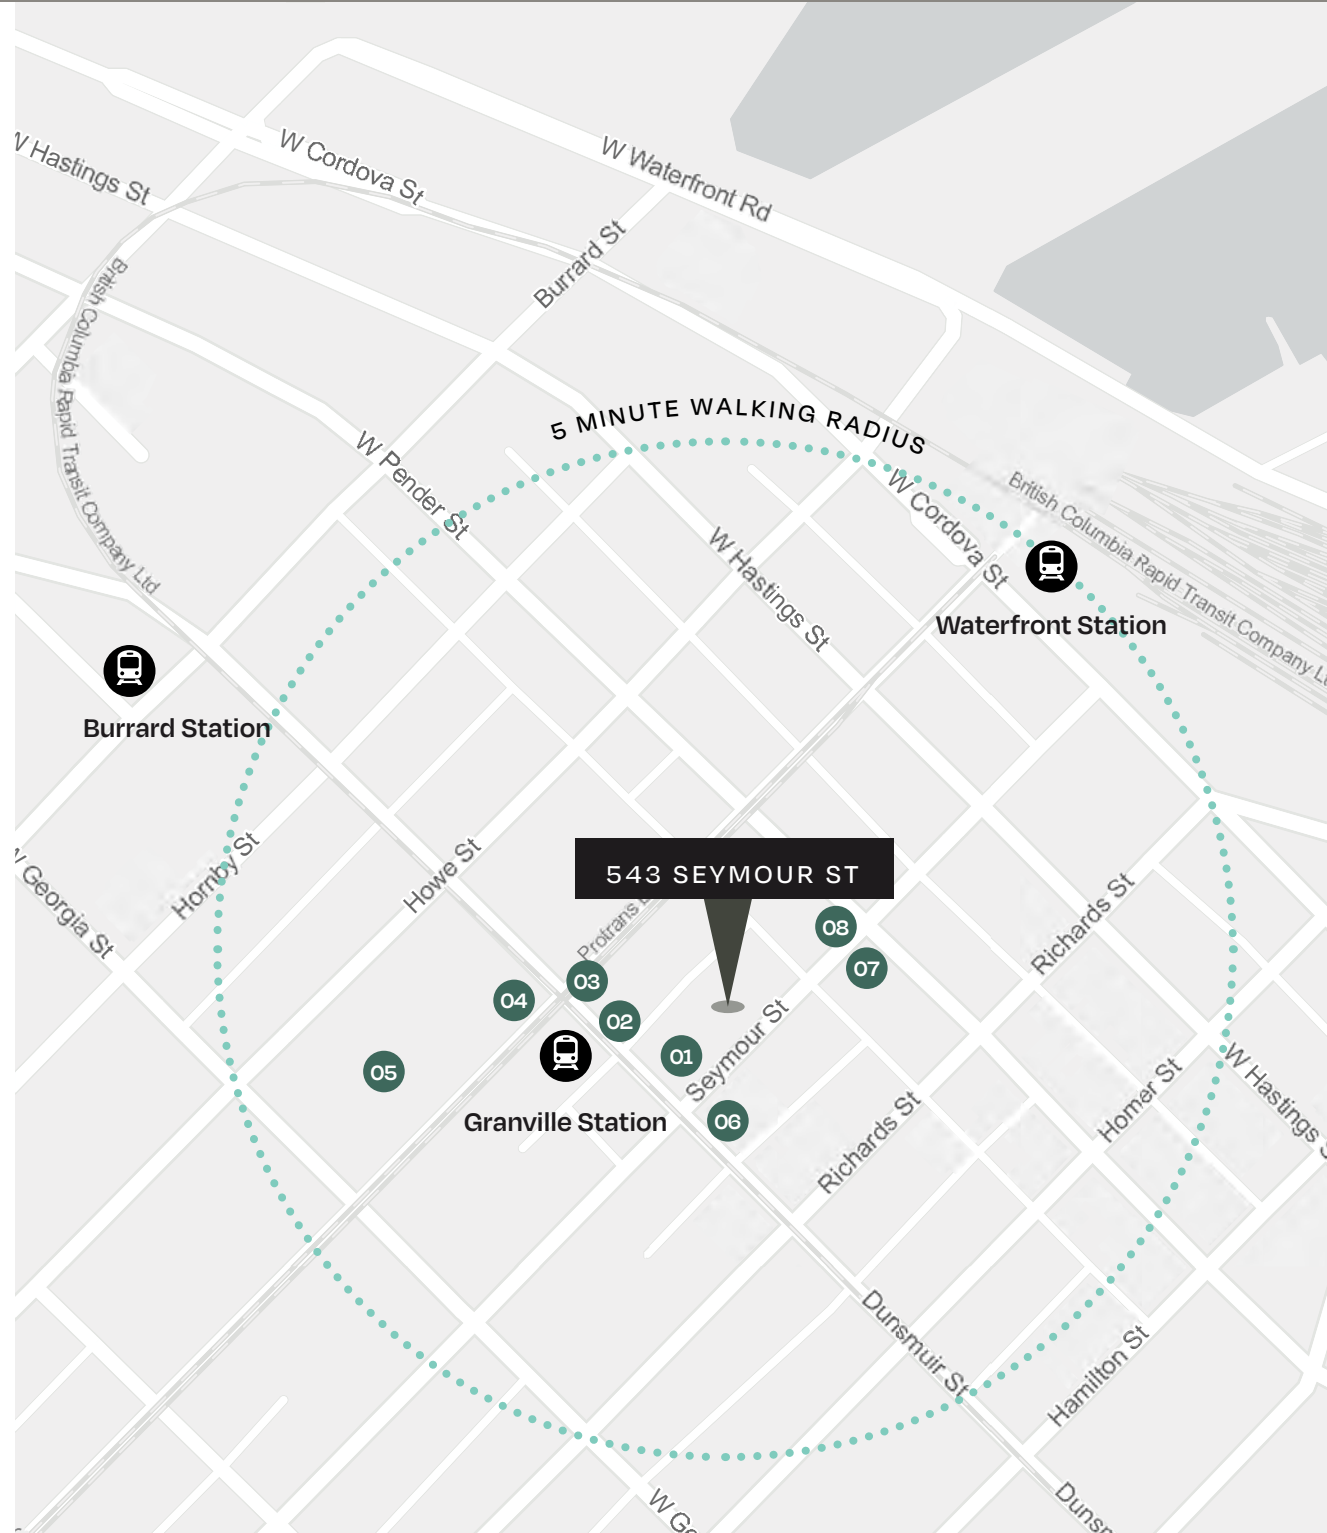 W Hastings St
W Cordova St
W Waterfront Rd
Burrard St
British Columbia Rapid Transit Company Ltd
5 MINUTE WALKING RADIUS
W Pender St
W Cordova St
British Columbia Rapid Transit Company
W Hastings St
Waterfront Station
Burrard Station
Hornby St
Howe St
543 SEYMOUR ST
W Georgia St
Richards St
Protrans
08
07
03
04
02
01
05
Seymour St
Granville Station
06
Richards St
Homer St
W Hastings
Dunsmuir St
Hamilton St
W Ge
Duns